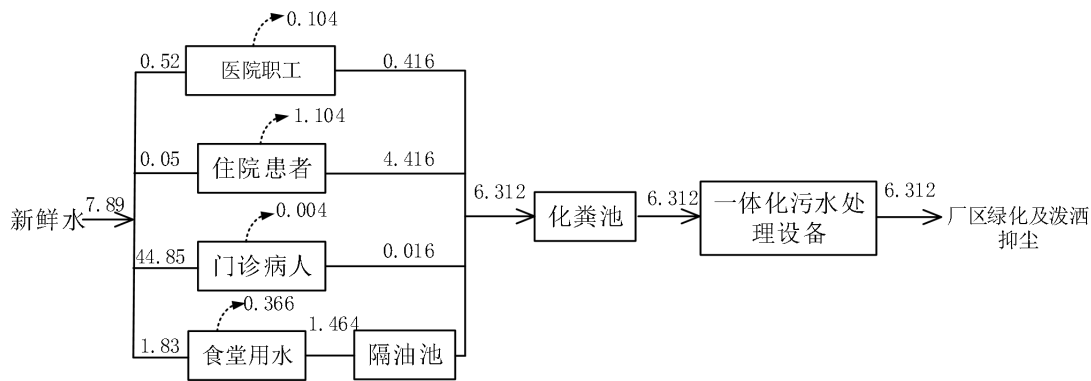 0.104
0.52
医院职工
0.416
1.104
0.05
住院患者
4.416
新鲜水
7.89
0.004
44.85
门诊病人
0.016
0.366
1.83
食堂用水
1.464
隔油池
6.312
化粪池
6.312
一体化污水处
理设备
6.312
厂区绿化及泼洒
抑尘